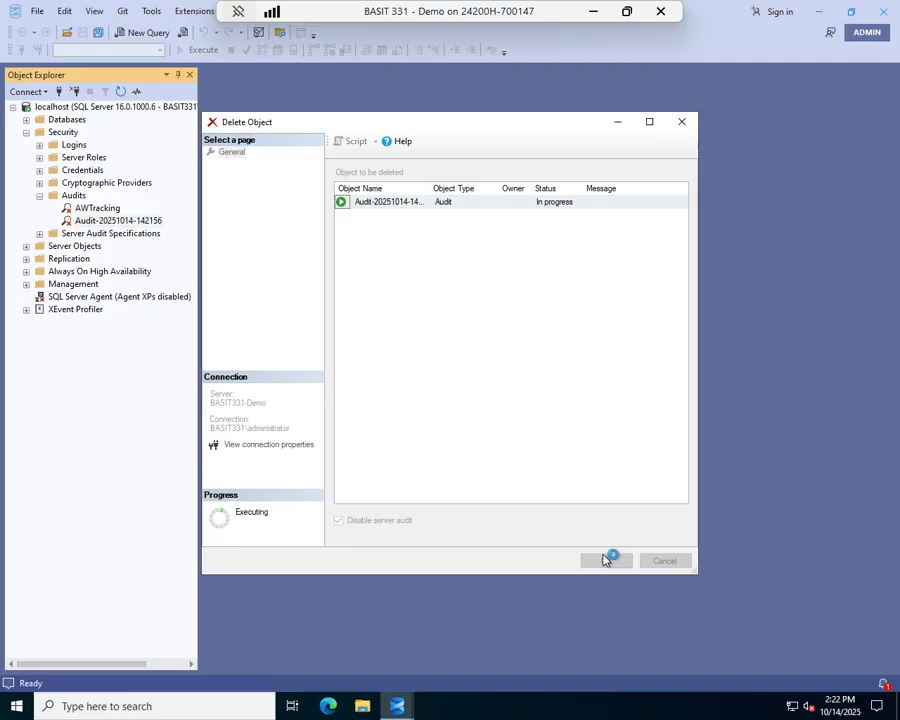 BASIT 331 - Demo on 24200H-700147
File Edit View Git Tools Extensions
Sign in
New Query
ADMIN
Execute
Object Explorer
Connect
localhost (SQL Server 16.0.1000.6 - BASIT331\
Databases
Security
Logins
Server Roles
Credentials
Cryptographic Providers
Audits
AWTracking
Audit-20251014-142156
Server Audit Specifications
Server Objects
Replication
Always On High Availability
Management
SQL Server Agent (Agent XPs disabled)
XEvent Profiler
Delete Object
Select a page
General
Script Help
Object to be deleted
Object Name Object Type Owner Status Message
Audit-20251014-14... Audit In progress
Connection
Server:
BASIT331-Demo
Connection:
BASIT331\administrator
View connection properties
Progress
Executing
Disable server audit
Cancel
Ready
1
Type here to search
2:22 PM
10/14/2025